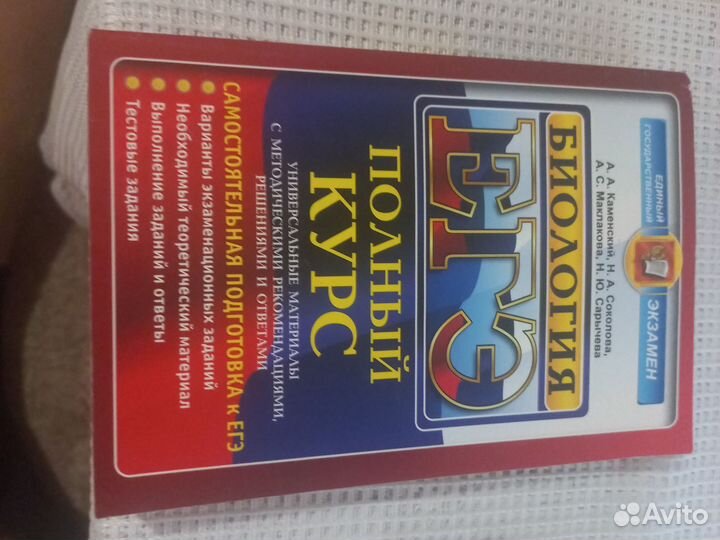 ЕДИНЫЙ
ГОСУДАРСТВЕННЫЙ
ЭКЗАМЕН
А. А. Каменский, Н. А. Соколова,
А. С. Маклакова, Н. Ю. Сарычева
БИОЛОГИЯ
ЕГЭ
ПОЛНЫЙ
КУРС
УНИВЕРСАЛЬНЫЕ МАТЕРИАЛЫ
С МЕТОДИЧЕСКИМИ РЕКОМЕНДАЦИЯМИ,
РЕШЕНИЯМИ И ОТВЕТАМИ
САМОСТОЯТЕЛЬНАЯ ПОДГОТОВКА К ЕГЭ
Варианты экзаменационных заданий
Необходимый теоретический материал
Выполнение заданий и ответы
Тестовые задания
Avito